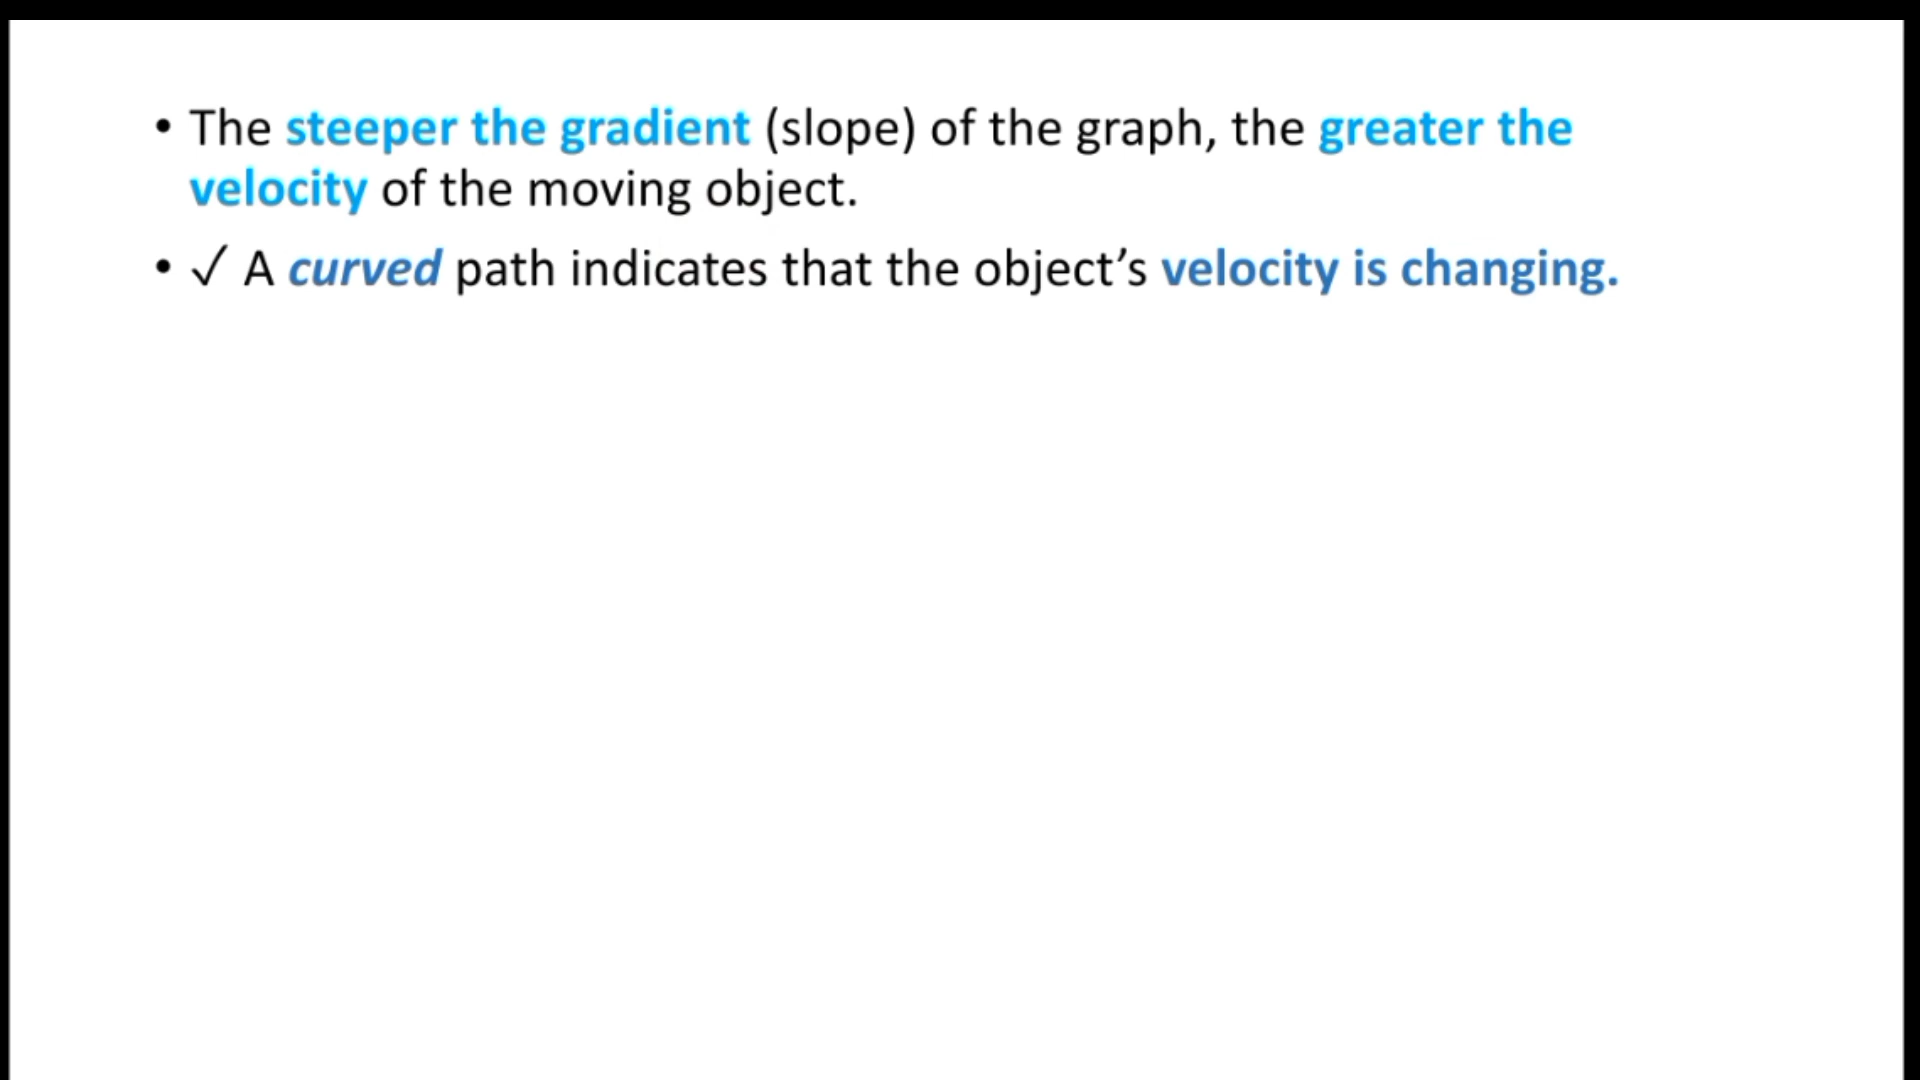 • The steeper the gradient (slope) of the graph, the greater the
velocity of the moving object.
• ✓ A curved path indicates that the object’s velocity is changing.